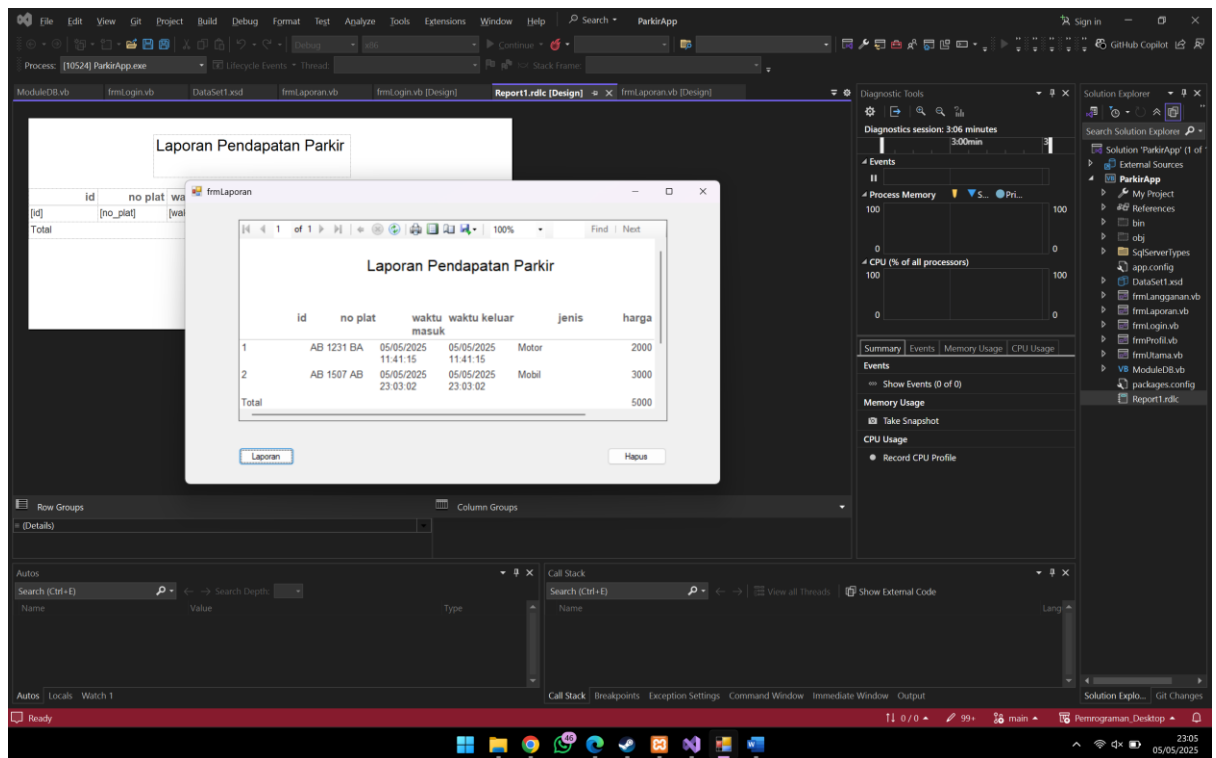 File Edit View Git Project Build Debug Format Test Analyze Tools Extensions Window Help Search ParkirApp Sign in
Debug x86 Continue GitHub Copilot
Process: [10524] ParkirApp.exe Lifecycle Events Thread: Stack Frame:
ModuleDB.vb frmLogin.vb DataSet1.xsd frmLaporan.vb frmLogin.vb [Design] Report1.rdlc [Design] frmLaporan.vb [Design]
Laporan Pendapatan Parkir
id no plat wa
[id] [no_plat] [wal
Total
frmLaporan
1 of 1 100% Find Next
Laporan Pendapatan Parkir
id no plat waktu masuk waktu keluar jenis harga
1 AB 1231 BA 05/05/2025 11:41:15 05/05/2025 11:41:15 Motor 2000
2 AB 1507 AB 05/05/2025 23:03:02 05/05/2025 23:03:02 Mobil 3000
Total 5000
Laporan Hapus
Row Groups Column Groups
(Details)
Diagnostic Tools
Diagnostics session: 3:06 minutes
3:00min 3
Events
Process Memory S... Pri...
100 100
0 0
CPU (% of all processors)
100 100
0 0
Summary Events Memory Usage CPU Usage
Events
Show Events (0 of 0)
Memory Usage
Take Snapshot
CPU Usage
Record CPU Profile
Solution Explorer
Search Solution Explorer
Solution 'ParkirApp' (1 of
External Sources
ParkirApp
My Project
References
bin
obj
SqlServerTypes
app.config
DataSet1.xsd
frmLangganan.vb
frmLaporan.vb
frmLogin.vb
frmProfil.vb
frmUtama.vb
ModuleDB.vb
packages.config
Report1.rdlc
Autos
Search (Ctrl+E) Search Depth:
Name Value Type
Autos Locals Watch 1
Call Stack
Search (Ctrl+E) View all Threads Show External Code
Name Lang
Call Stack Breakpoints Exception Settings Command Window Immediate Window Output
Solution Explo... Git Changes
Ready 0 / 0 99+ main Pemrograman_Desktop
46
23:05
05/05/2025